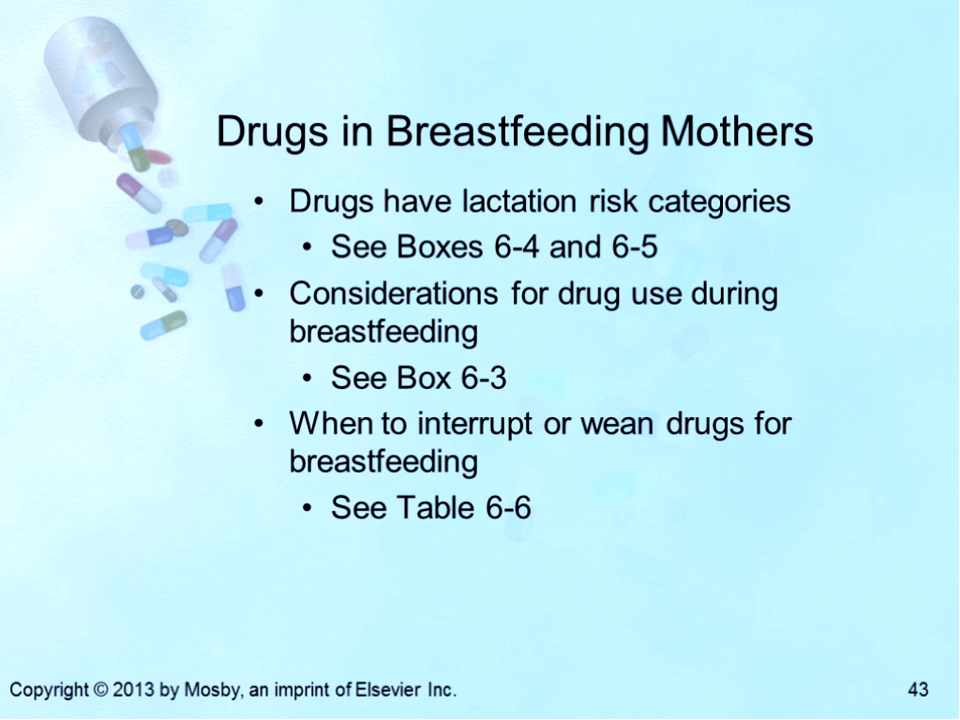 Drugs in Breastfeeding Mothers
• Drugs have lactation risk categories
• See Boxes 6-4 and 6-5
• Considerations for drug use during
breastfeeding
• See Box 6-3
• When to interrupt or wean drugs for
breastfeeding
• See Table 6-6
Copyright © 2013 by Mosby, an imprint of Elsevier Inc. 43